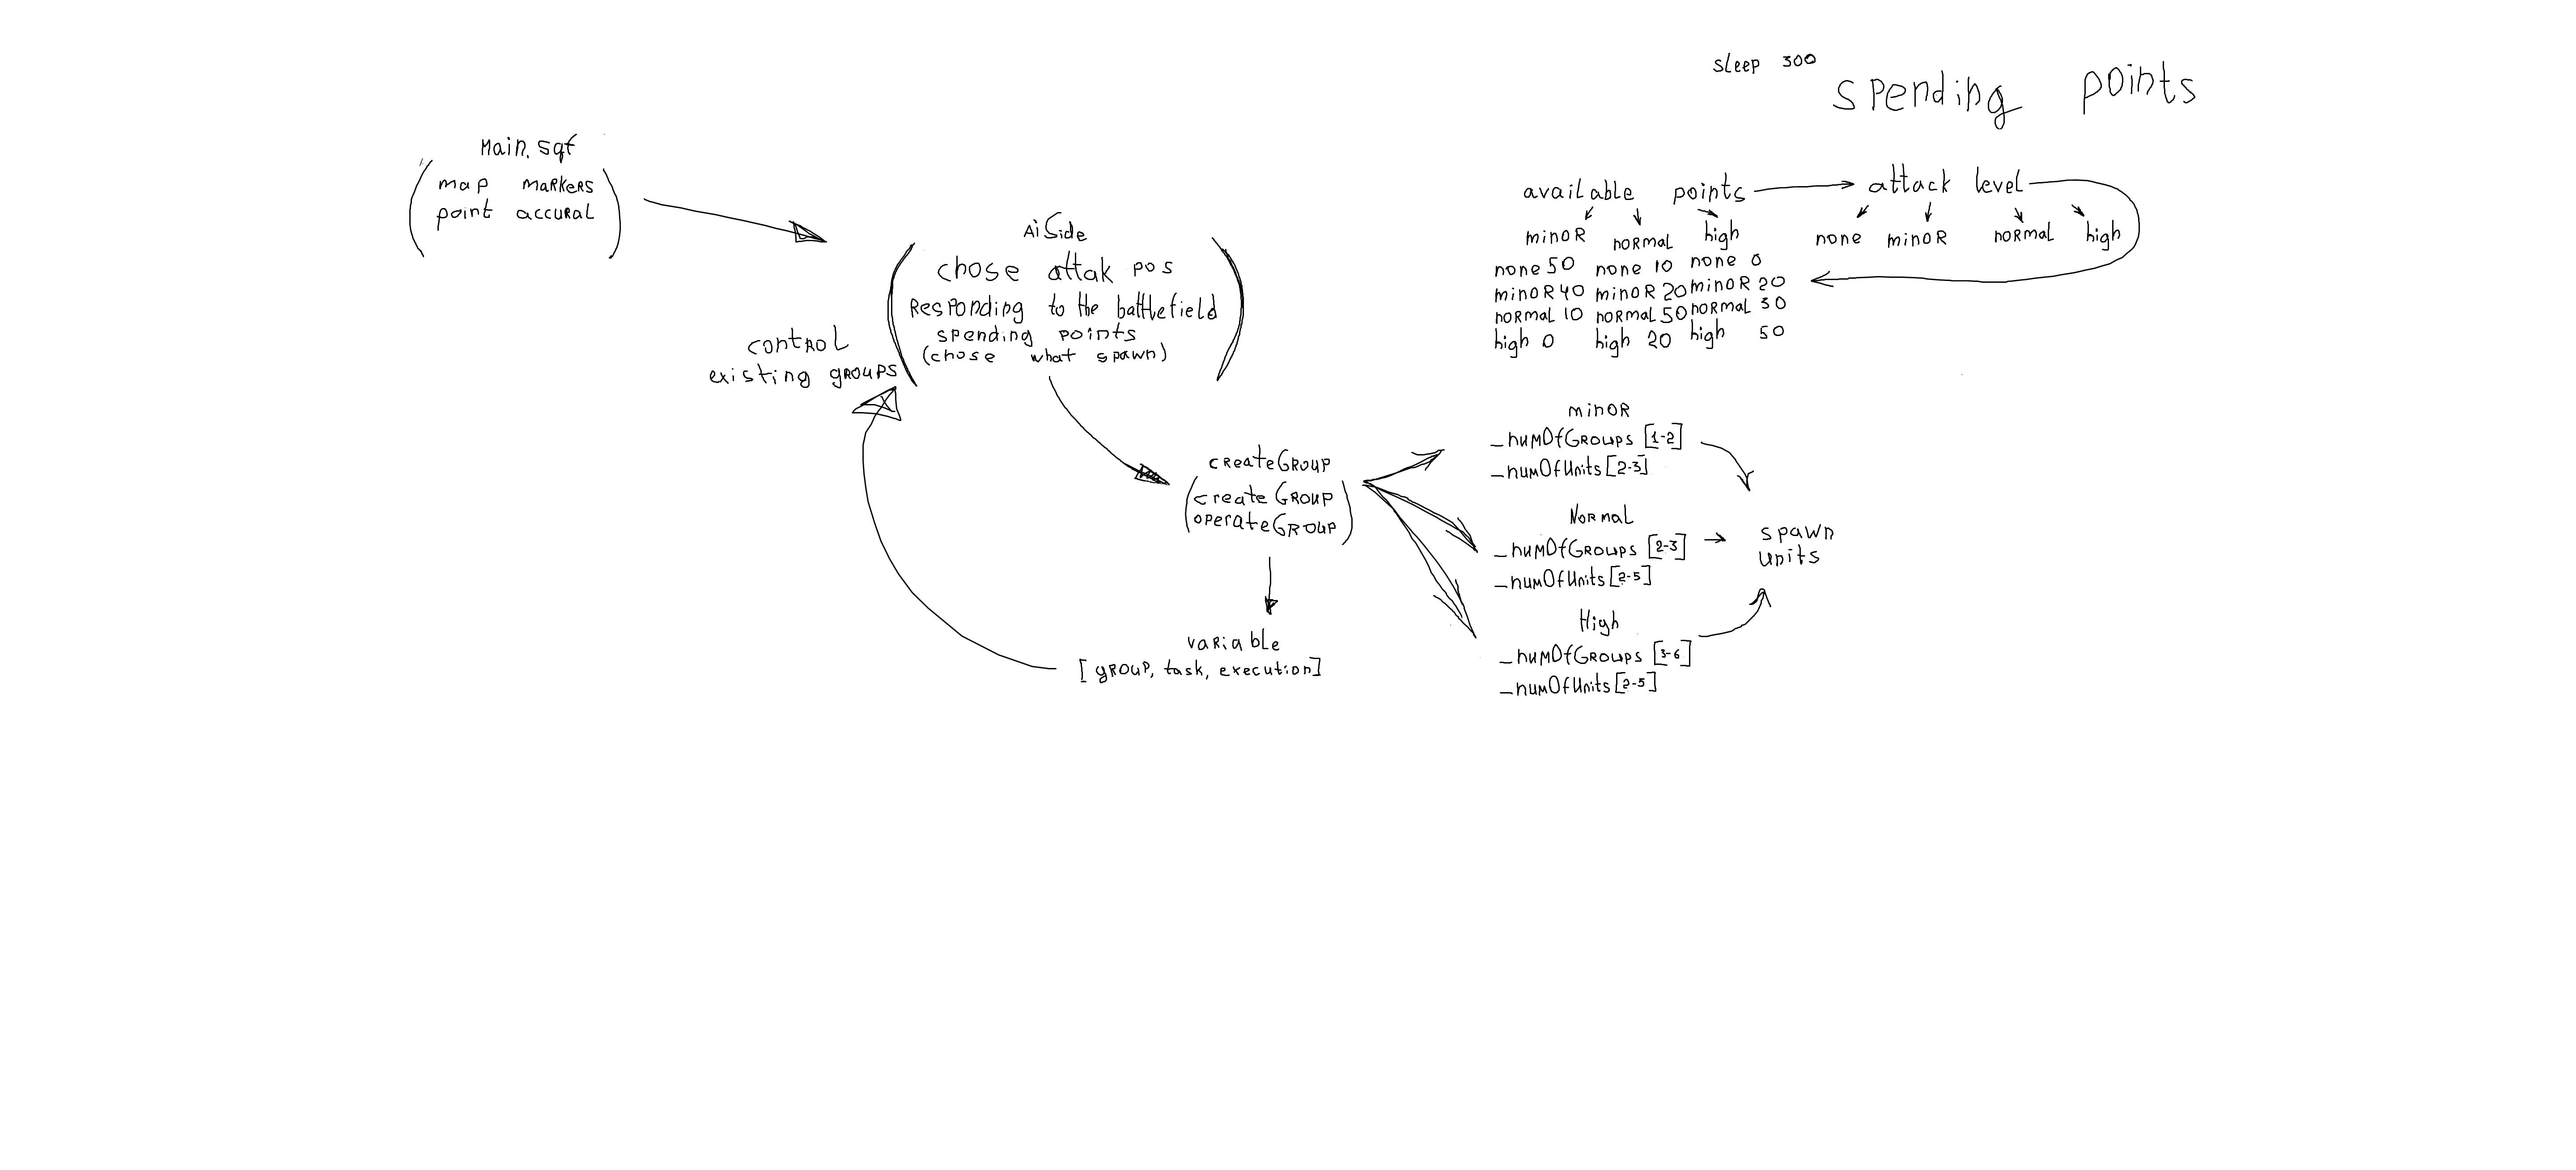 Main.sqf
map markers
point accural
AiSide
chose attak pos
Responding to the battlefield
spending points
(chose what spawn)
control
existing groups
createGroup
createGroup
operateGroup
variable
[group, task, execution]
sleep 300
spending points
available points
attack level
minor normal high
none minor normal high
none 50 none 10 none 0
minor 40 minor 20 minor 20
normal 10 normal 50 normal 30
high 0 high 20 high 50
minor
_numOfGroups [1-2]
_numOfUnits [2-3]
Normal
_numOfGroups [2-3]
_numOfUnits [2-5]
High
_numOfGroups [3-6]
_numOfUnits [2-5]
spawn
units